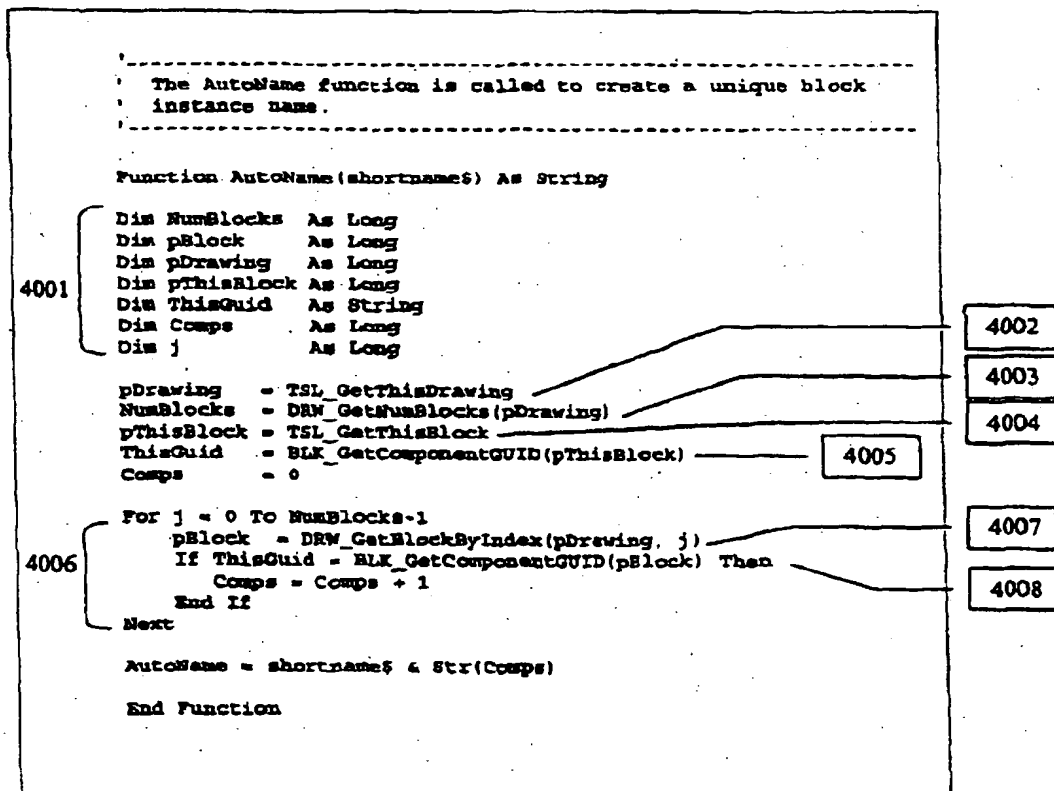 '-----------------------------------------------------
' The AutoName function is called to create a unique block
' instance name.
'-----------------------------------------------------
Function AutoName(shortname$) As String
Dim NumBlocks As Long
Dim pBlock As Long
Dim pDrawing As Long
4001 Dim pThisBlock As Long
Dim ThisGuid As String
Dim Comps As Long
Dim j As Long
4002
pDrawing = TSL_GetThisDrawing
4003
NumBlocks = DRW_GetNumBlocks(pDrawing)
4004
pThisBlock = TSL_GetThisBlock
ThisGuid = BLK_GetComponentGUID(pThisBlock) 4005
Comps = 0
For j = 0 To NumBlocks-1
4007
pBlock = DRW_GetBlockByIndex(pDrawing, j)
4006 If ThisGuid = BLK_GetComponentGUID(pBlock) Then
Comps = Comps + 1
4008
End If
Next
AutoName = shortname$ & Str(Comps)
End Function